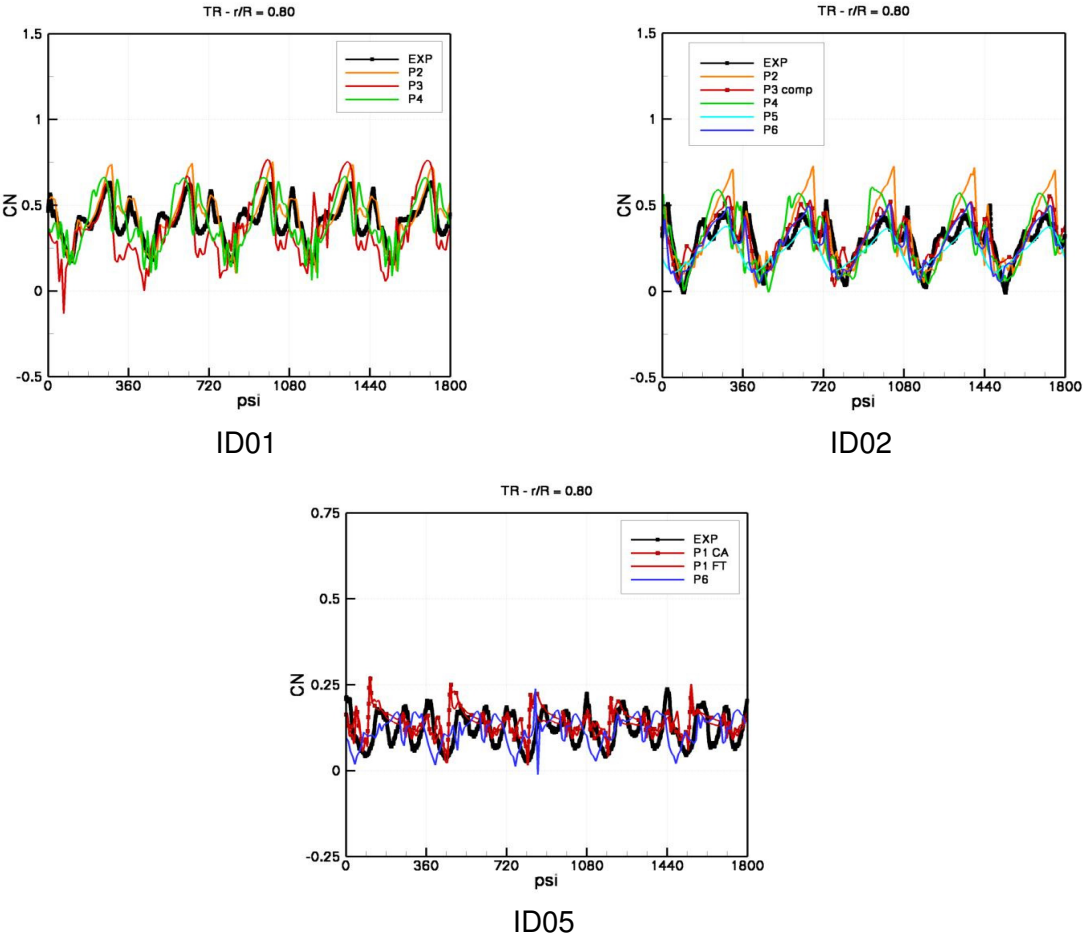 TR - r/R = 0.80
1.5
1
0.5
0
-0.5
CN
EXP
P2
P3
P4
0 360 720 1080 1440 1800
psi
ID01
TR - r/R = 0.80
1.5
1
0.5
0
-0.5
CN
EXP
P2
P3 comp
P4
P5
P6
0 360 720 1080 1440 1800
psi
ID02
TR - r/R = 0.80
0.75
0.5
0.25
0
-0.25
CN
EXP
P1 CA
P1 FT
P6
0 360 720 1080 1440 1800
psi
ID05